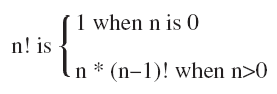 1 when n is 0
n! is
n * (n−1)! when n>0